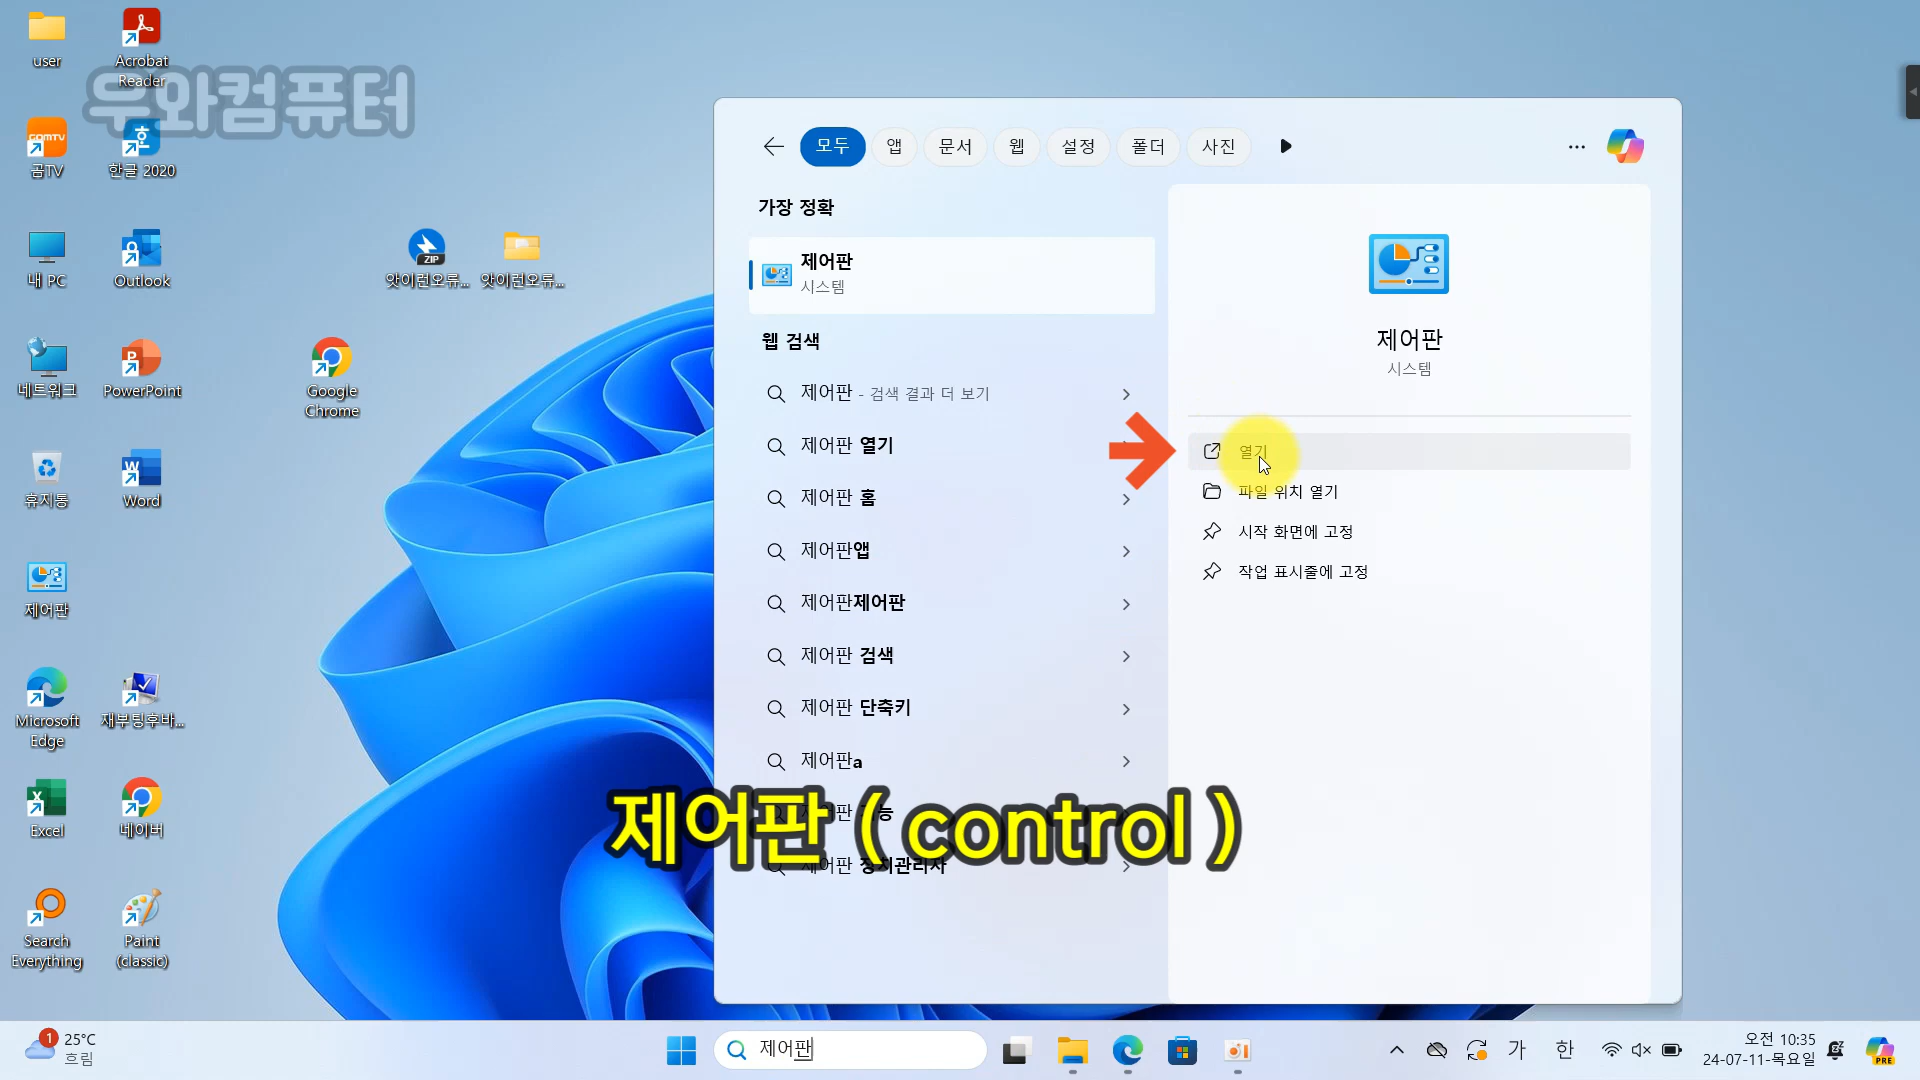 user
Acrobat
Reader
두와컴퓨터
GOMTV
곰TV
한글 2020
내 PC
Outlook
ZIP
앗이런오류...
앗이런오류...
네트워크
PowerPoint
Google
Chrome
휴지통
Word
제어판
Microsoft
Edge
재부팅후바...
Excel
네이버
Search
Everything
Paint
(classic)
모두
앱
문서
웹
설정
폴더
사진
가장 정확
제어판
시스템
웹 검색
제어판 - 검색 결과 더 보기
제어판 열기
제어판 홈
제어판앱
제어판제어판
제어판 검색
제어판 단축키
제어판a
제어판 ( control )
제어판
시스템
열기
파일 위치 열기
시작 화면에 고정
작업 표시줄에 고정
1
25°C
흐림
제어판
가
한
오전 10:35
24-07-11-목요일
PRE